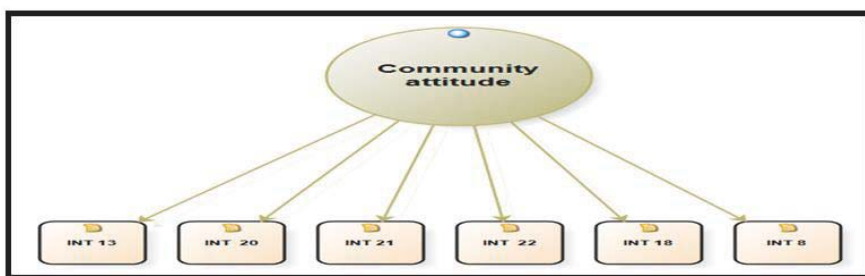 Community
attitude
INT 13
INT 20
INT 21
INT 22
INT 18
INT 8